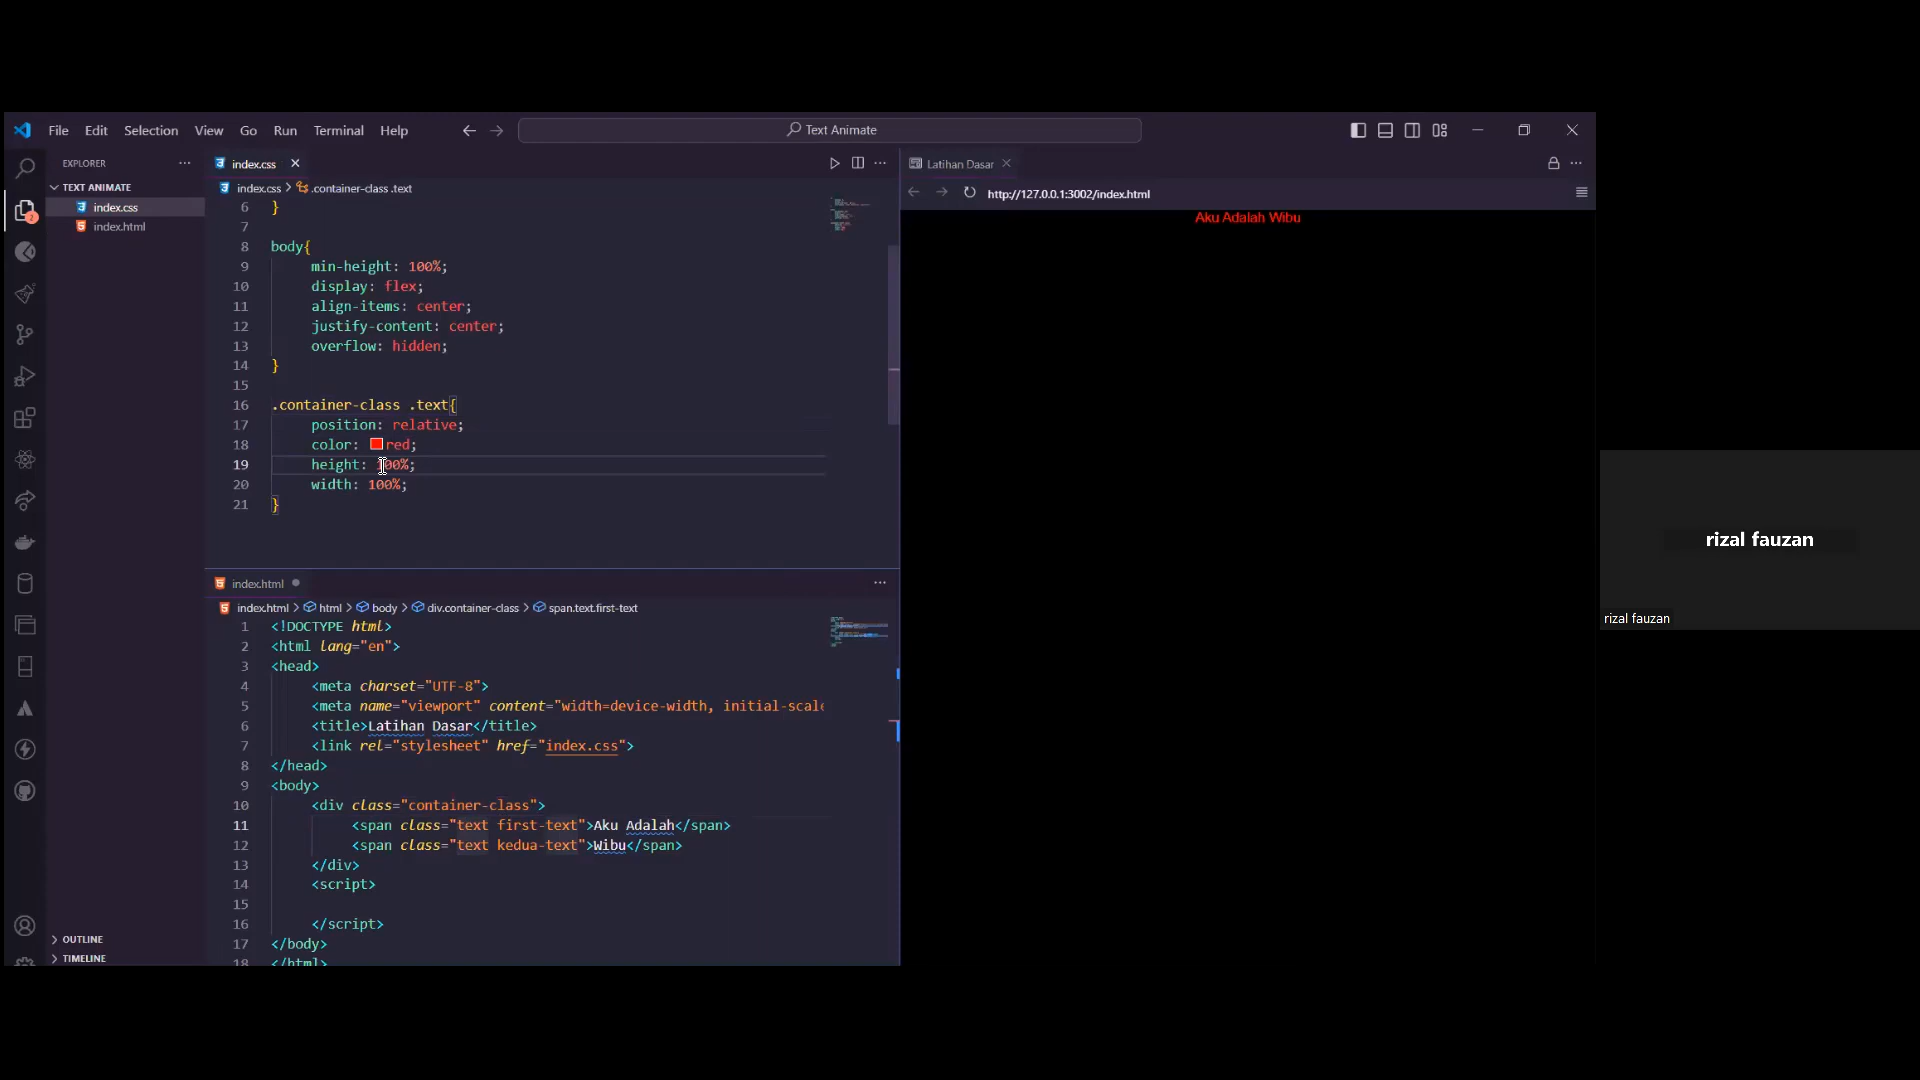 File Edit Selection View Go Run Terminal Help
Text Animate
EXPLORER
TEXT ANIMATE
index.css
index.html
2
OUTLINE
TIMELINE
index.css
index.css > .container-class .text
6 }
7
8 body{
9 min-height: 100%;
10 display: flex;
11 align-items: center;
12 justify-content: center;
13 overflow: hidden;
14 }
15
16 .container-class .text{
17 position: relative;
18 color: red;
19 height: 100%;
20 width: 100%;
21 }
index.html
index.html > html > body > div.container-class > span.text.first-text
1 <!DOCTYPE html>
2 <html lang="en">
3 <head>
4 <meta charset="UTF-8">
5 <meta name="viewport" content="width=device-width, initial-scale
6 <title>Latihan Dasar</title>
7 <link rel="stylesheet" href="index.css">
8 </head>
9 <body>
10 <div class="container-class">
11 <span class="text first-text">Aku Adalah</span>
12 <span class="text kedua-text">Wibu</span>
13 </div>
14 <script>
15
16 </script>
17 </body>
18 </html>
Latihan Dasar
http://127.0.0.1:3002/index.html
Aku Adalah Wibu
rizal fauzan
rizal fauzan